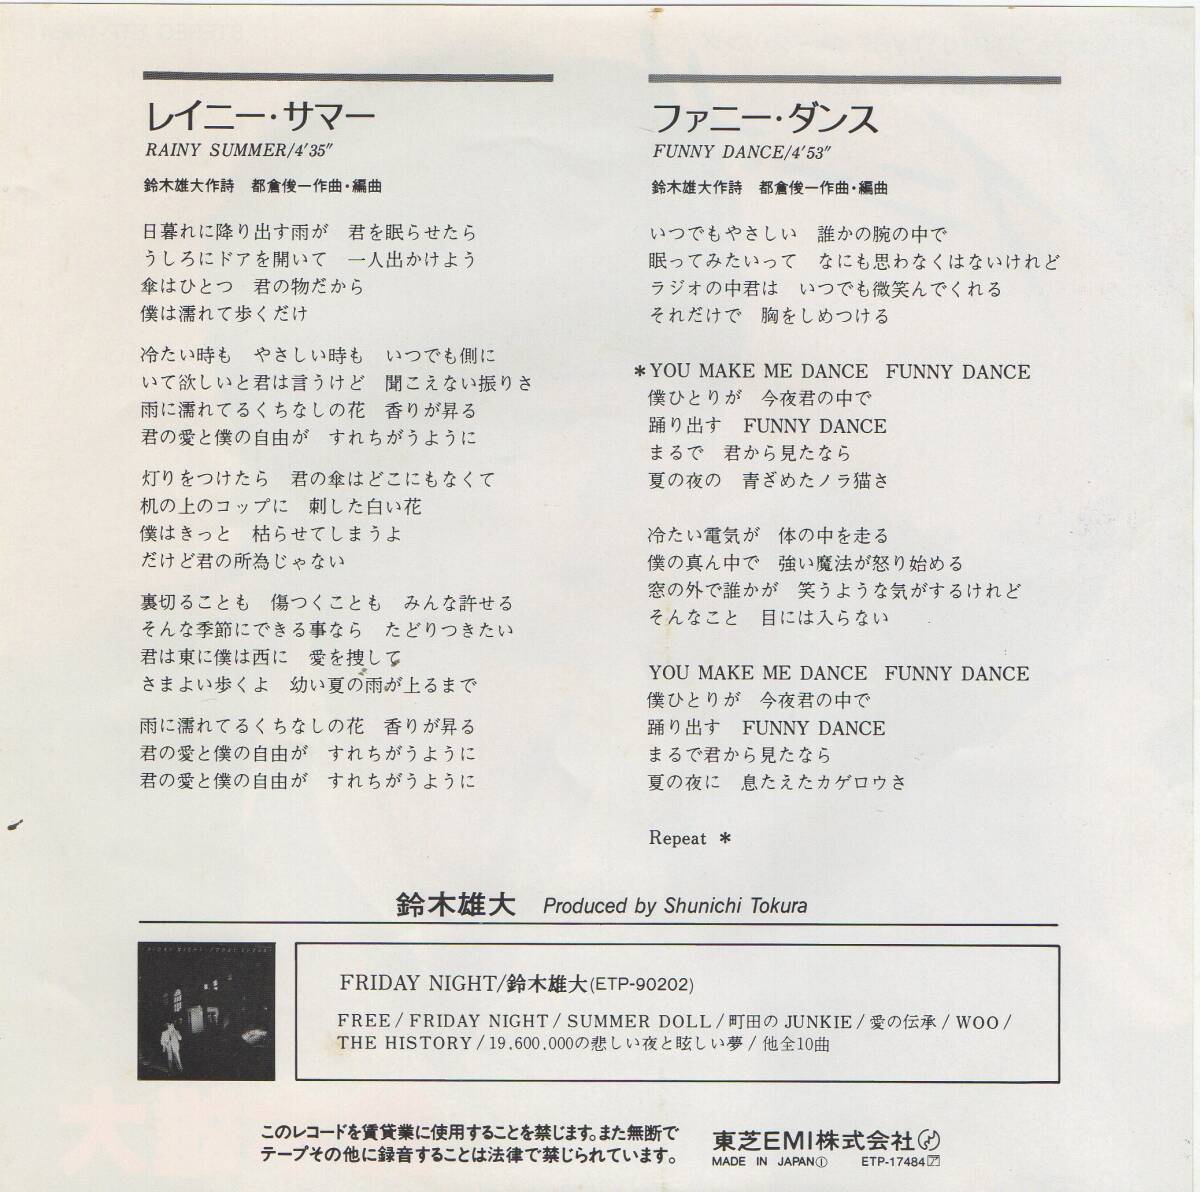 レイニー・サマー
RAINY SUMMER/4′35″
鈴木雄大作詩　都倉俊一作曲・編曲
日暮れに降り出す雨が　君を眠らせたら
うしろにドアを開いて　一人出かけよう
傘はひとつ　君の物だから
僕は濡れて歩くだけ
冷たい時も　やさしい時も　いつでも側に
いて欲しいと君は言うけど　聞こえない振りさ
雨に濡れてるくちなしの花　香りが昇る
君の愛と僕の自由が　すれちがうように
灯りをつけたら　君の傘はどこにもなくて
机の上のコップに　刺した白い花
僕はきっと　枯らせてしまうよ
だけど君の所為じゃない
裏切ることも　傷つくことも　みんな許せる
そんな季節にできる事なら　たどりつきたい
君は東に僕は西に　愛を捜して
さまよい歩くよ　幼い夏の雨が上るまで
雨に濡れてるくちなしの花　香りが昇る
君の愛と僕の自由が　すれちがうように
君の愛と僕の自由が　すれちがうように
ファニー・ダンス
FUNNY DANCE/4′53″
鈴木雄大作詩　都倉俊一作曲・編曲
いつでもやさしい　誰かの腕の中で
眠ってみたいって　なにも思わなくはないけれど
ラジオの中君は　いつでも微笑んでくれる
それだけで　胸をしめつける
＊YOU MAKE ME DANCE　FUNNY DANCE
僕ひとりが　今夜君の中で
踊り出す　FUNNY DANCE
まるで　君から見たなら
夏の夜の　青ざめたノラ猫さ
冷たい電気が　体の中を走る
僕の真ん中で　強い魔法が怒り始める
窓の外で誰かが　笑うような気がするけれど
そんなこと　目には入らない
YOU MAKE ME DANCE　FUNNY DANCE
僕ひとりが　今夜君の中で
踊り出す　FUNNY DANCE
まるで君から見たなら
夏の夜に　息たえたカゲロウさ
Repeat ＊
鈴木雄大　Produced by Shunichi Tokura
FRIDAY NIGHT/鈴木雄大(ETP-90202)
FREE/FRIDAY NIGHT/SUMMER DOLL/町田のJUNKIE/愛の伝承/WOO/
THE HISTORY/19,600,000の悲しい夜と眩しい夢/他全10曲
このレコードを賃貸業に使用することを禁じます。また無断で
テープその他に録音することは法律で禁じられています。
東芝EMI株式会社
MADE IN JAPAN① ETP-17484